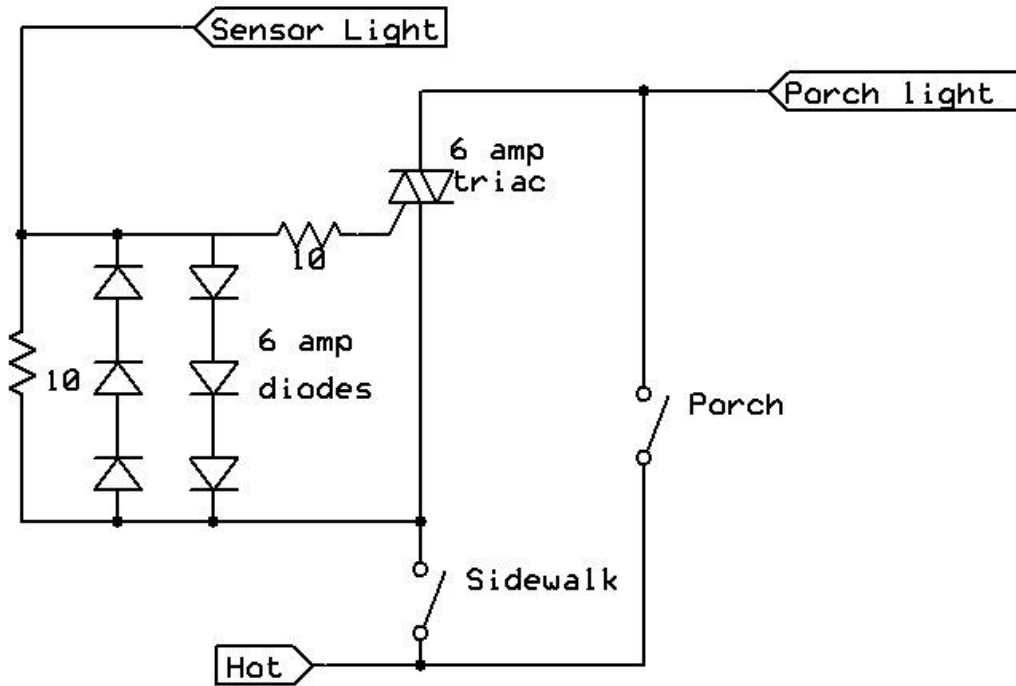 Sensor Light
Porch light
6 amp
triac
10
10
6 amp
diodes
Porch
Sidewalk
Hot